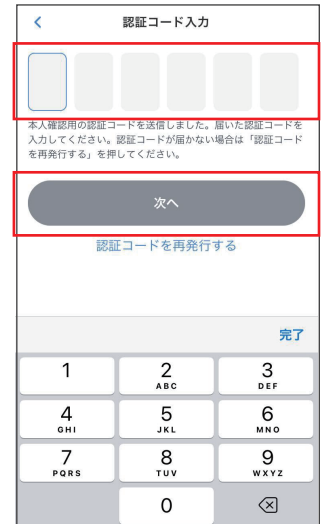 認証コード入力
本人確認用の認証コードを送信しました。届いた認証コードを
入力してください。認証コードが届かない場合は「認証コード
を再発行する」を押してください。
次へ
認証コードを再発行する
完了
1 2 3
ABC DEF
4 5 6
GHI JKL MNO
7 8 9
PQRS TUV WXYZ
0